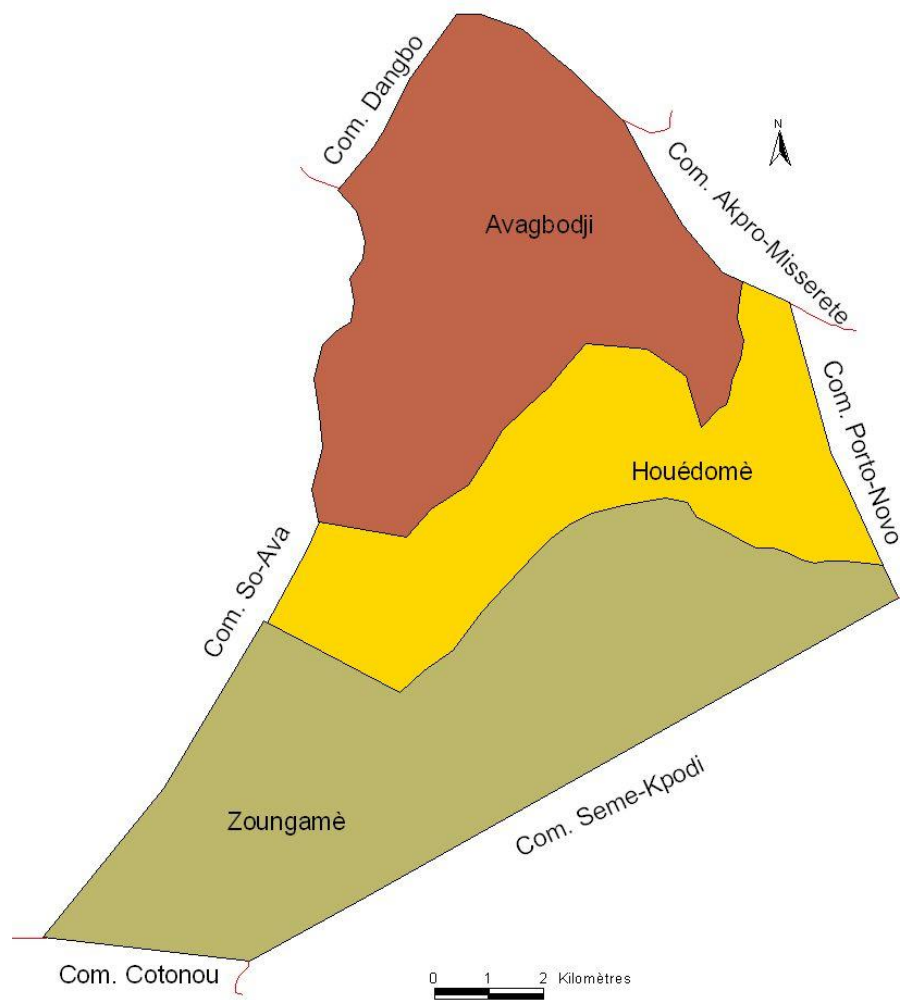 Com. Dangbo
N
Com. Akpro-Misserete
Avagbodji
Com. Porto-Novo
Houédomè
Com. So-Ava
Com. Seme-Kpodi
Zoungamè
Com. Cotonou
0 1 2 Kilomètres